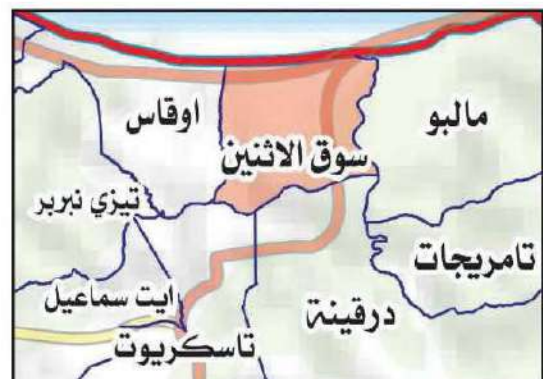 مالبو
اوقاس
سوق الاثنين
تيزي نبربر
تامريجات
ايت سماعيل
درقينة
تاسكريوت